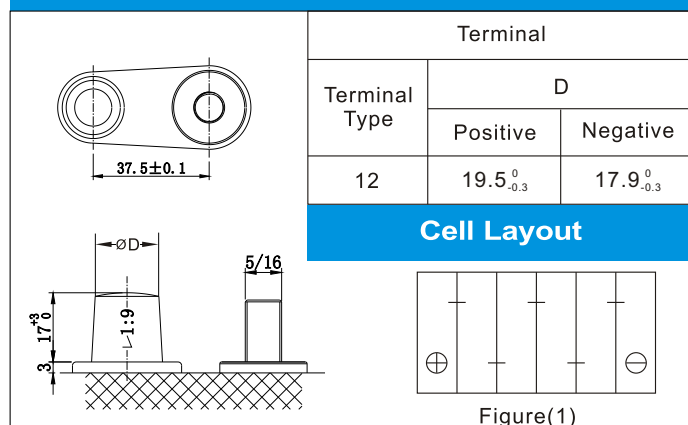 Terminal
Terminal Type
D
Positive
Negative
12
19.5 0 -0.3
17.9 0 -0.3
37.5±0.1
Cell Layout
ØD
5/16
17 +3 0
1:9
3
Figure(1)